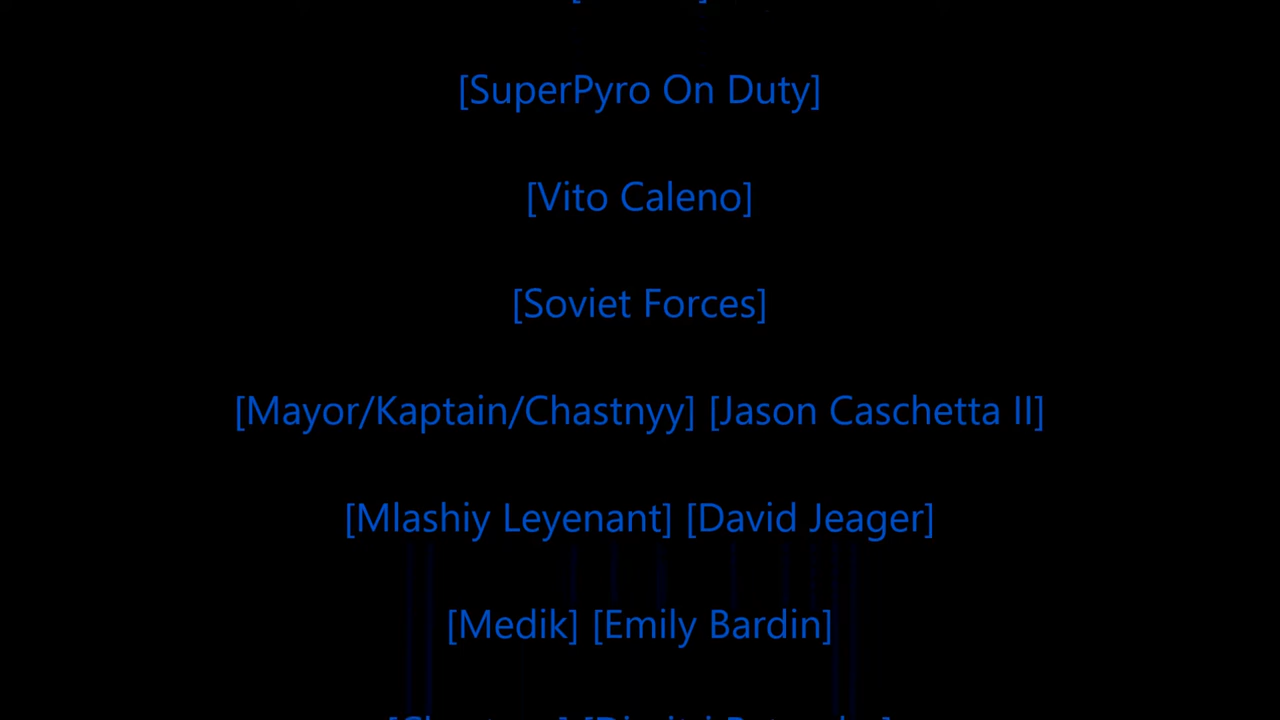 [SuperPyro On Duty]
[Vito Caleno]
[Soviet Forces]
[Mayor/Kaptain/Chastnyy] [Jason Caschetta II]
[Mlashiy Leyenant] [David Jeager]
[Medik] [Emily Bardin]